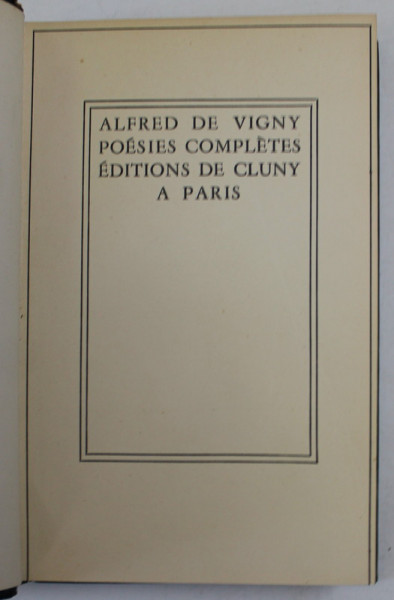 ALFRED DE VIGNY
POÉSIES COMPLÈTES
ÉDITIONS DE CLUNY
A PARIS